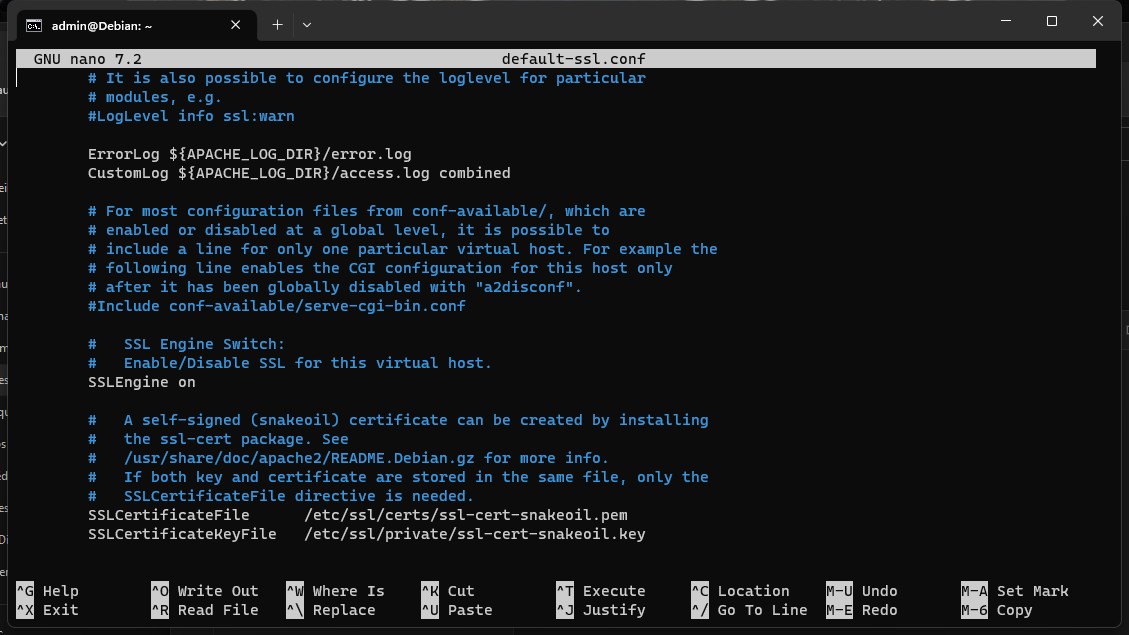 admin@Debian: ~
GNU nano 7.2 default-ssl.conf
# It is also possible to configure the loglevel for particular
# modules, e.g.
#LogLevel info ssl:warn
ErrorLog ${APACHE_LOG_DIR}/error.log
CustomLog ${APACHE_LOG_DIR}/access.log combined
# For most configuration files from conf-available/, which are
# enabled or disabled at a global level, it is possible to
# include a line for only one particular virtual host. For example the
# following line enables the CGI configuration for this host only
# after it has been globally disabled with "a2disconf".
#Include conf-available/serve-cgi-bin.conf
#   SSL Engine Switch:
#   Enable/Disable SSL for this virtual host.
SSLEngine on
#   A self-signed (snakeoil) certificate can be created by installing
#   the ssl-cert package. See
#   /usr/share/doc/apache2/README.Debian.gz for more info.
#   If both key and certificate are stored in the same file, only the
#   SSLCertificateFile directive is needed.
SSLCertificateFile      /etc/ssl/certs/ssl-cert-snakeoil.pem
SSLCertificateKeyFile   /etc/ssl/private/ssl-cert-snakeoil.key
^G Help ^O Write Out ^W Where Is ^K Cut ^T Execute ^C Location M-U Undo M-A Set Mark
^X Exit ^R Read File ^\ Replace ^U Paste ^J Justify ^/ Go To Line M-E Redo M-6 Copy